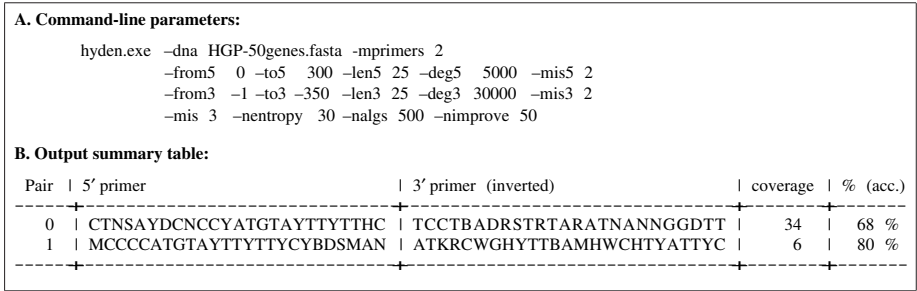 A. Command-line parameters:
hyden.exe –dna HGP-50genes.fasta -mprimers 2
–from5 0 –to5 300 –len5 25 –deg5 5000 –mis5 2
–from3 –1 –to3 –350 –len3 25 –deg3 30000 –mis3 2
–mis 3 –nentropy 30 –nalgs 500 –nimprove 50
B. Output summary table:
Pair | 5′ primer | 3′ primer (inverted) | coverage | % (acc.)
------+------------------------------+------------------------------+--------+--------
0 | CTNSAYDCNCCYATGTAYTTYTTHC | TCCTBADRSTRTARATNANNGGDTT | 34 | 68 %
1 | MCCCCATGTAYTTYTTYCYBDSMAN | ATKRCWGHYTTBAMHWCHTYATTYC | 6 | 80 %
------+------------------------------+------------------------------+--------+--------